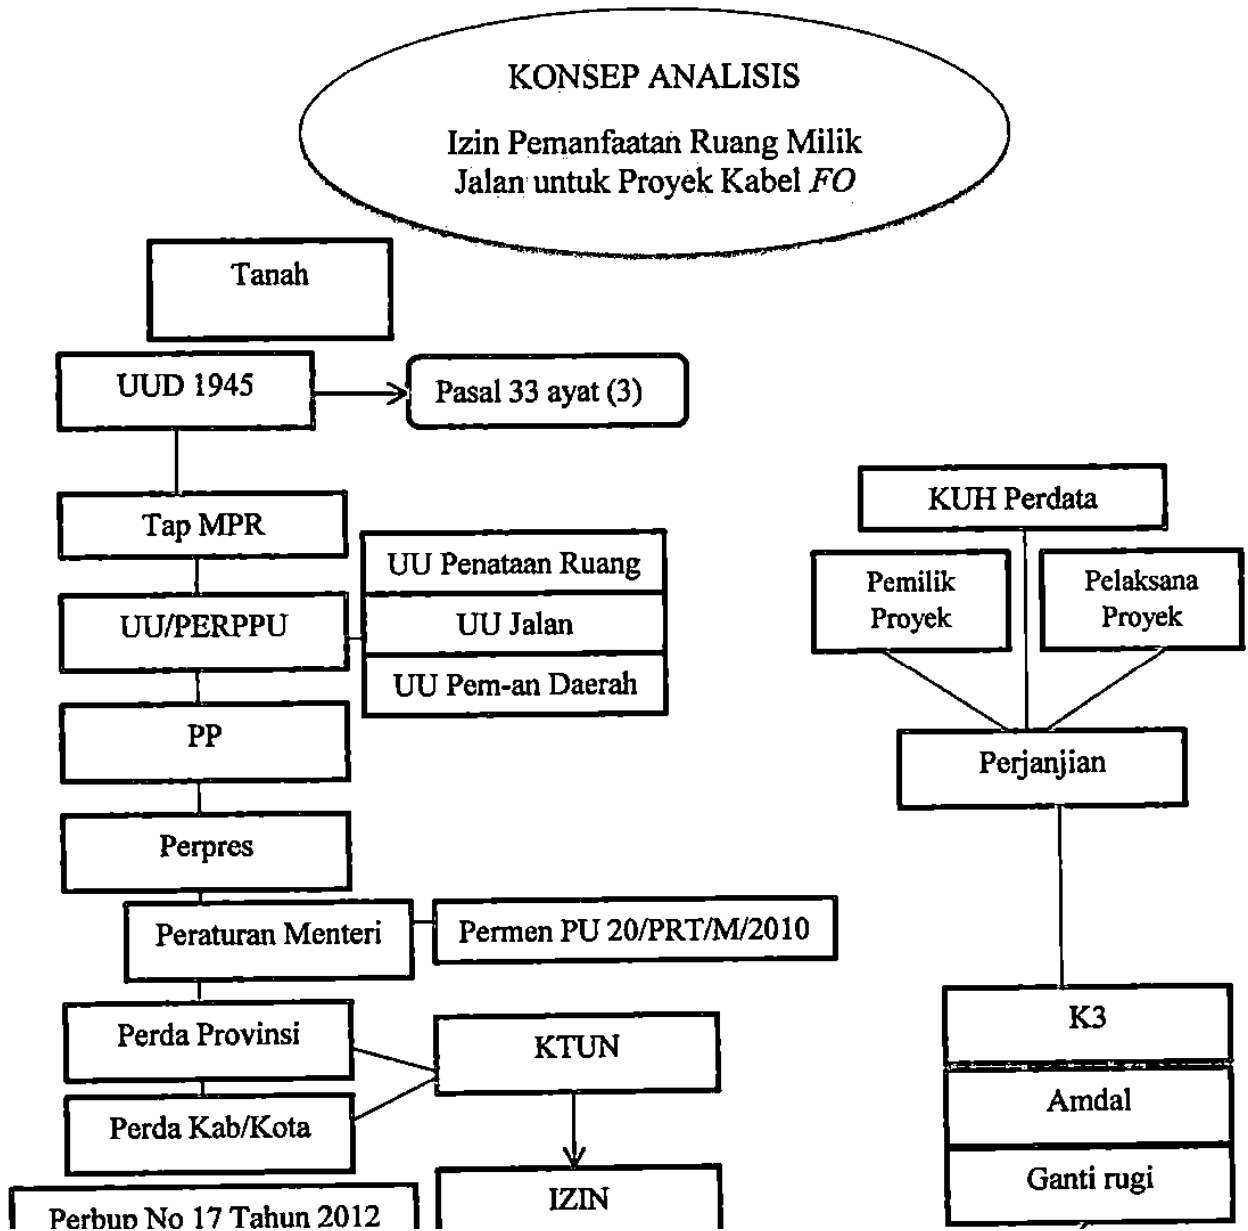 KONSEP ANALISIS
Izin Pemanfaatan Ruang Milik
Jalan untuk Proyek Kabel FO
Tanah
UUD 1945
Pasal 33 ayat (3)
Tap MPR
UU/PERPPU
UU Penataan Ruang
UU Jalan
UU Pem-an Daerah
PP
Perpres
Peraturan Menteri
Permen PU 20/PRT/M/2010
Perda Provinsi
Perda Kab/Kota
KTUN
IZIN
Perbup No 17 Tahun 2012
KUH Perdata
Pemilik
Proyek
Pelaksana
Proyek
Perjanjian
K3
Amdal
Ganti rugi